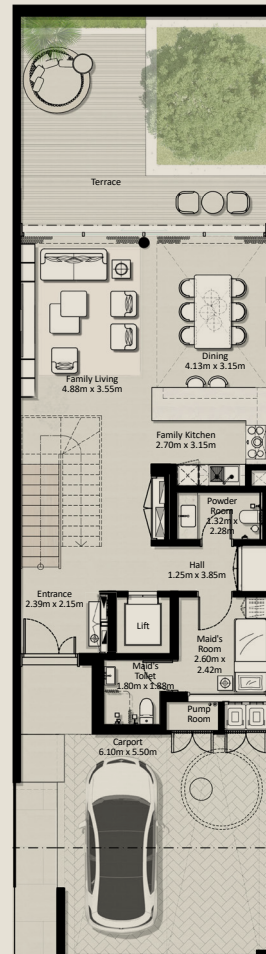 Terrace
Dining
4.13m x 3.15m
Family Living
4.88m x 3.55m
Family Kitchen
2.70m x 3.15m
Powder
Room
1.32m x
2.28m
Hall
1.25m x 3.85m
Entrance
2.39m x 2.15m
Lift
Maid's
Room
2.60m x
2.42m
Maid's
Toilet
1.80m x 1.88m
Pump
Room
Carport
6.10m x 5.50m